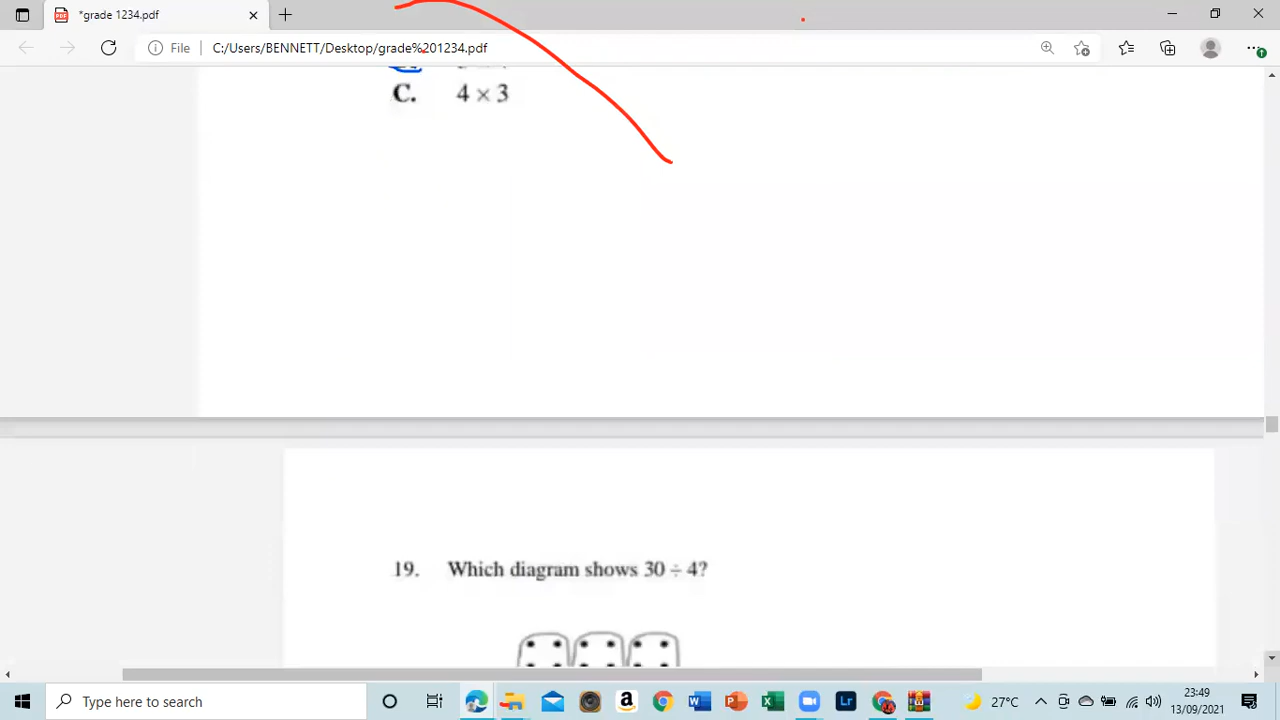 *grade 1234.pdf
File
C:/Users/BENNETT/Desktop/grade%201234.pdf
C. 4 × 3
19. Which diagram shows 30 ÷ 4?
Type here to search
27°C
23:49
13/09/2021